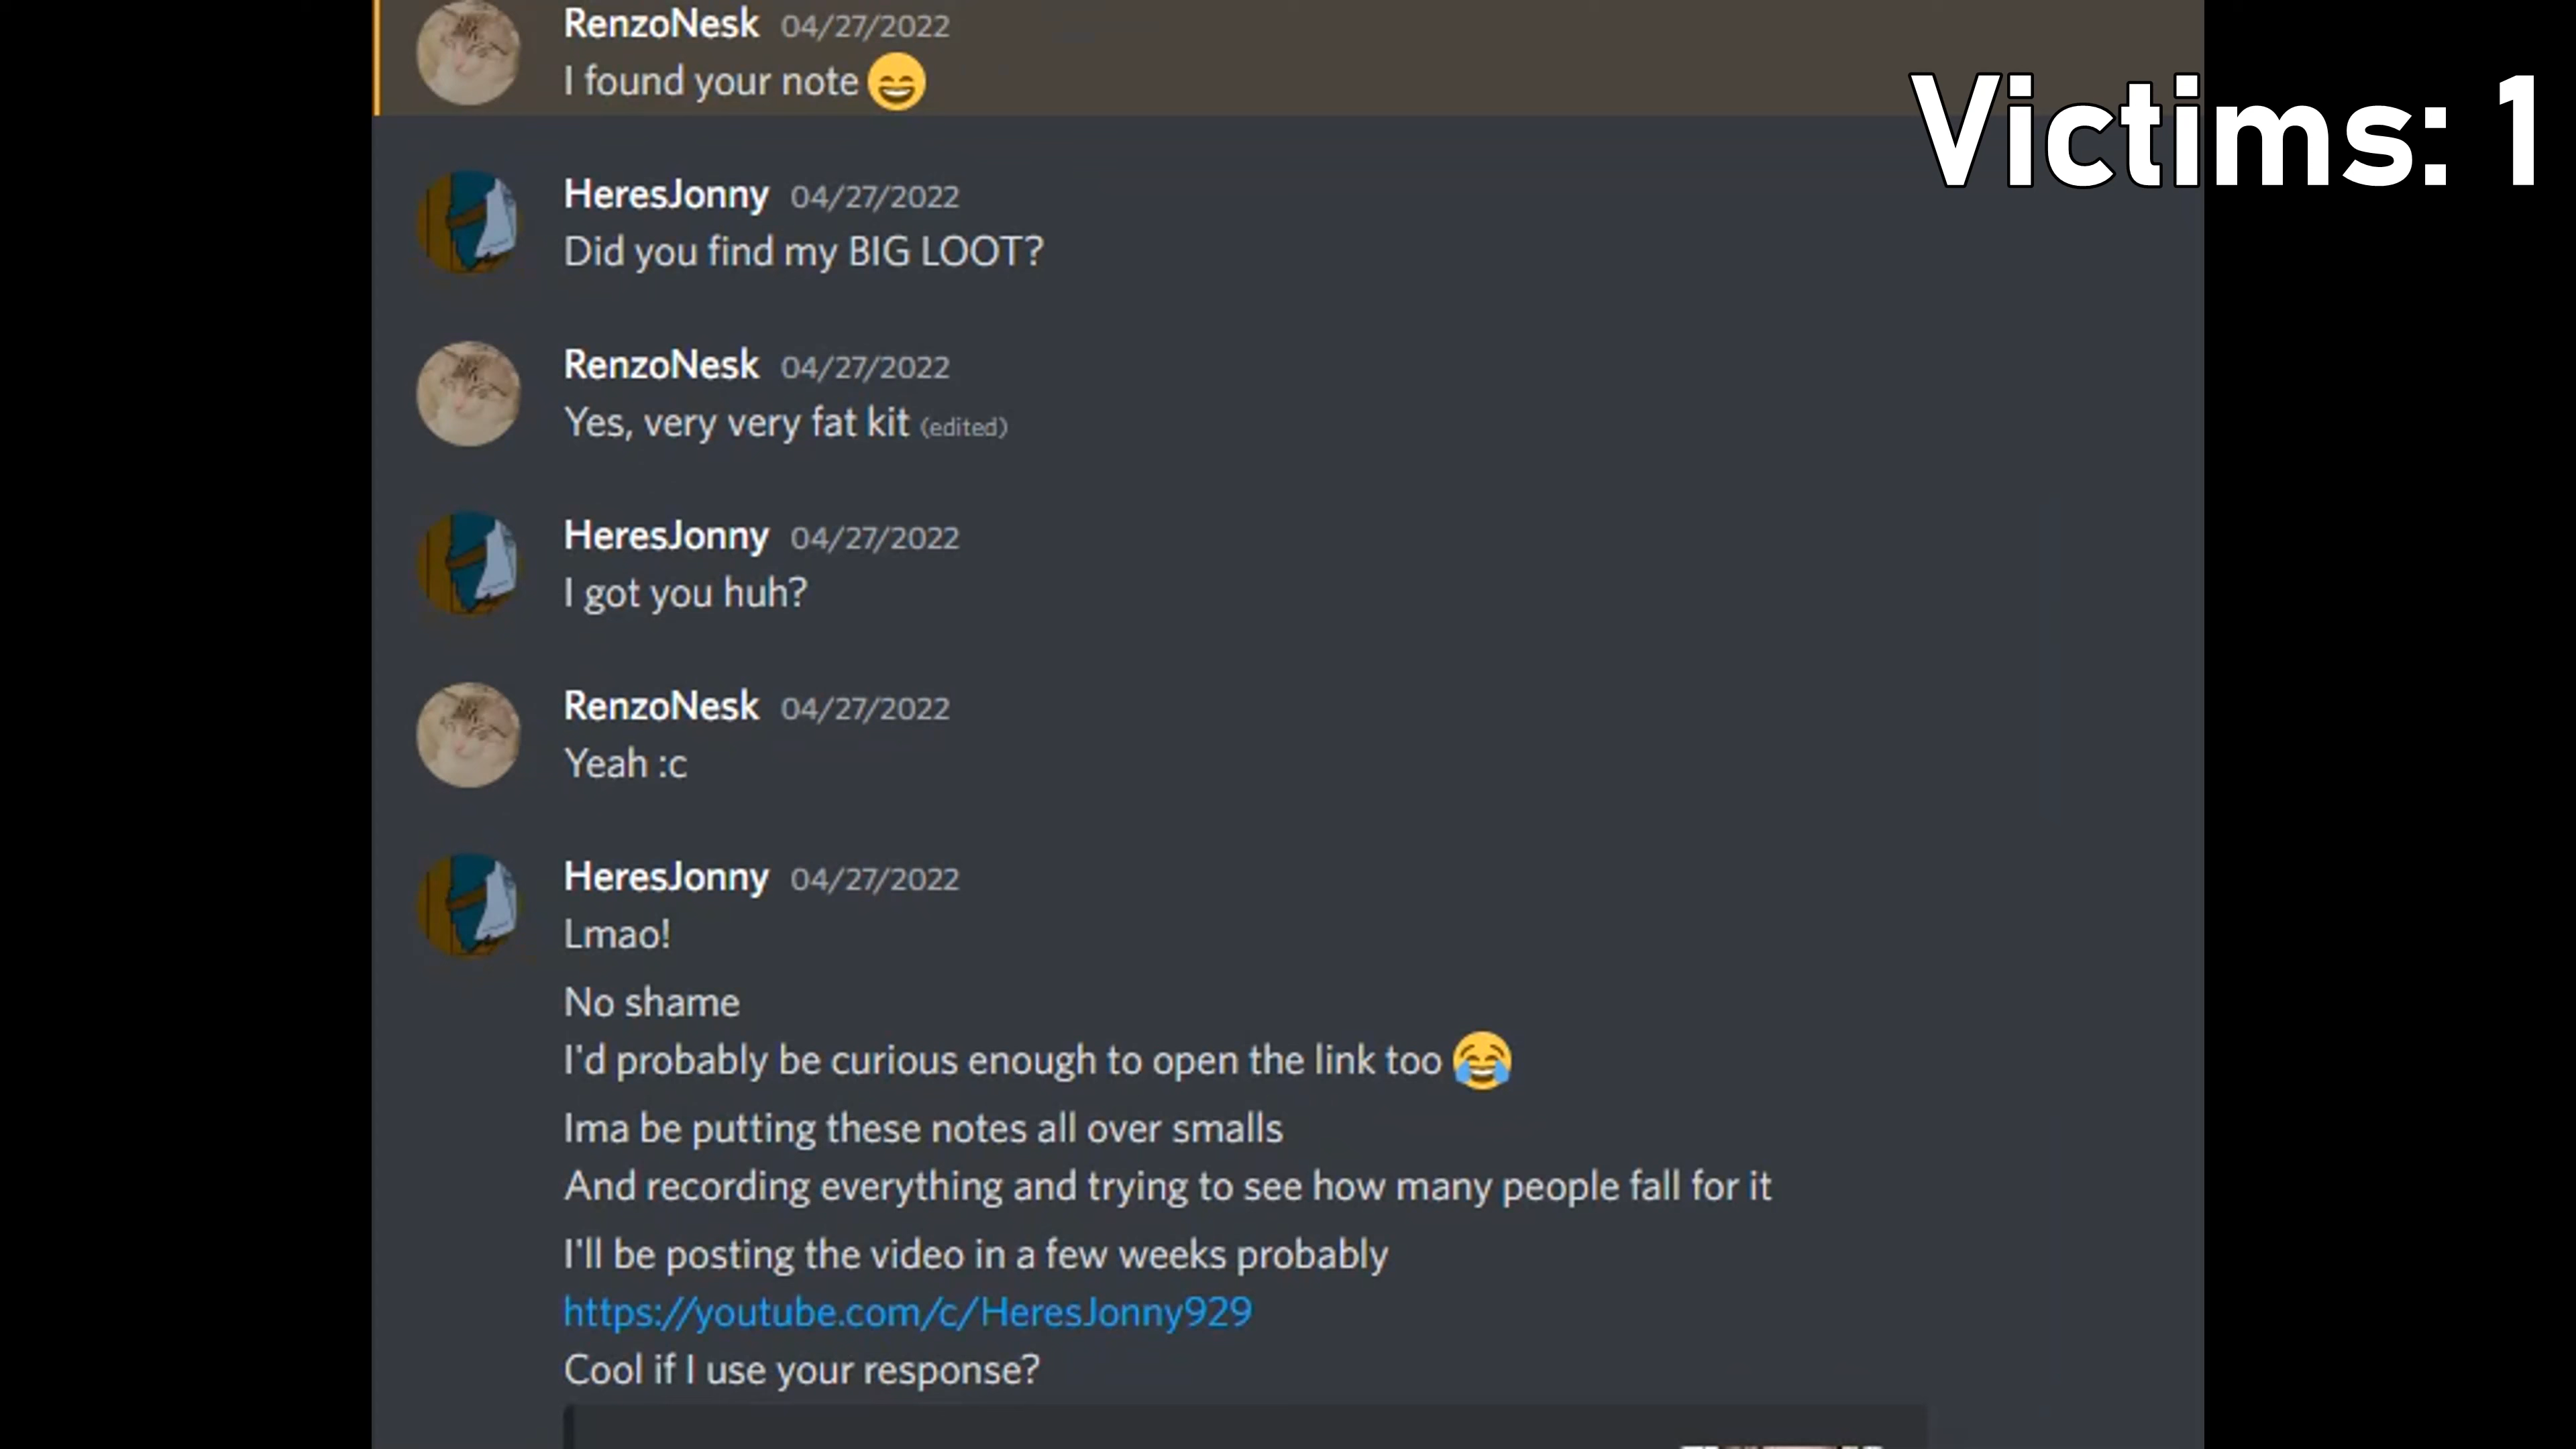 RenzoNesk 04/27/2022
I found your note
Victims: 1
HeresJonny 04/27/2022
Did you find my BIG LOOT?
RenzoNesk 04/27/2022
Yes, very very fat kit (edited)
HeresJonny 04/27/2022
I got you huh?
RenzoNesk 04/27/2022
Yeah :c
HeresJonny 04/27/2022
Lmao!
No shame
I'd probably be curious enough to open the link too
Ima be putting these notes all over smalls
And recording everything and trying to see how many people fall for it
I'll be posting the video in a few weeks probably
https://youtube.com/c/HeresJonny929
Cool if I use your response?